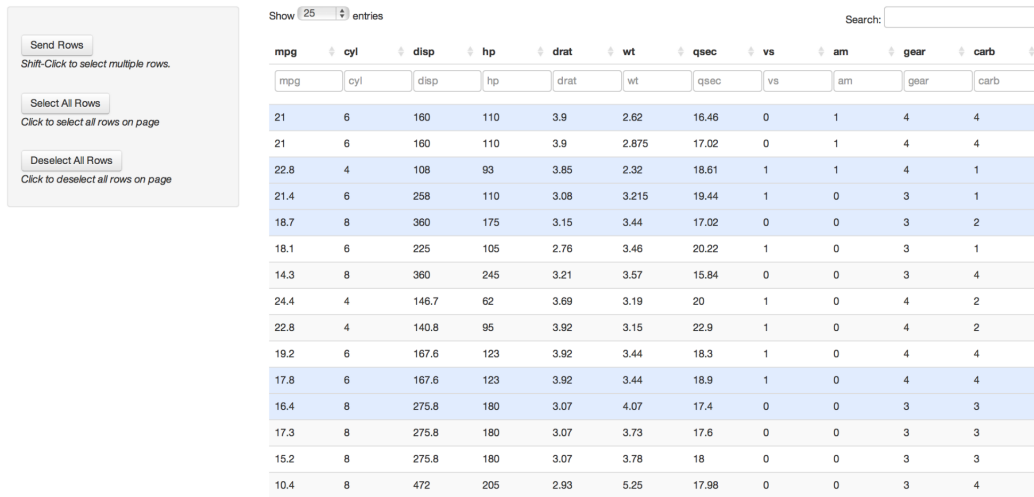 Send Rows
Shift-Click to select multiple rows.
Select All Rows
Click to select all rows on page
Deselect All Rows
Click to deselect all rows on page
Show 25 entries
Search:
mpg cyl disp hp drat wt qsec vs am gear carb
mpg cyl disp hp drat wt qsec vs am gear carb
21 6 160 110 3.9 2.62 16.46 0 1 4 4
21 6 160 110 3.9 2.875 17.02 0 1 4 4
22.8 4 108 93 3.85 2.32 18.61 1 1 4 1
21.4 6 258 110 3.08 3.215 19.44 1 0 3 1
18.7 8 360 175 3.15 3.44 17.02 0 0 3 2
18.1 6 225 105 2.76 3.46 20.22 1 0 3 1
14.3 8 360 245 3.21 3.57 15.84 0 0 3 4
24.4 4 146.7 62 3.69 3.19 20 1 0 4 2
22.8 4 140.8 95 3.92 3.15 22.9 1 0 4 2
19.2 6 167.6 123 3.92 3.44 18.3 1 0 4 4
17.8 6 167.6 123 3.92 3.44 18.9 1 0 4 4
16.4 8 275.8 180 3.07 4.07 17.4 0 0 3 3
17.3 8 275.8 180 3.07 3.73 17.6 0 0 3 3
15.2 8 275.8 180 3.07 3.78 18 0 0 3 3
10.4 8 472 205 2.93 5.25 17.98 0 0 3 4